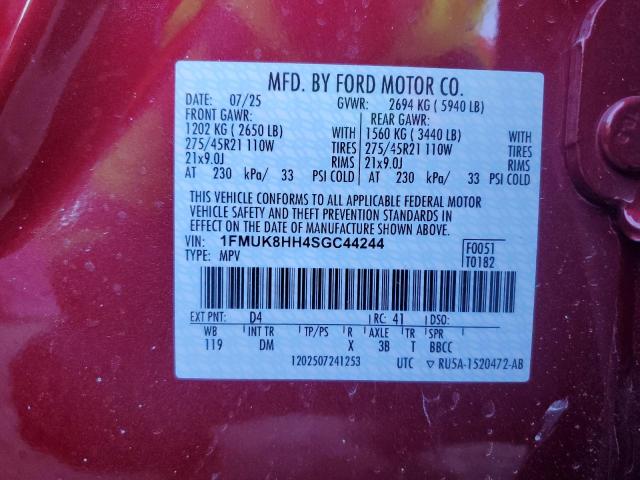 MFD. BY FORD MOTOR CO.
DATE: 07/25 GVWR: 2694 KG ( 5940 LB)
FRONT GAWR: REAR GAWR:
1202 KG ( 2650 LB) WITH 1560 KG ( 3440 LB) WITH
275/45R21 110W TIRES 275/45R21 110W TIRES
21x9.0J RIMS 21x9.0J RIMS
AT 230 kPa/ 33 PSI COLD AT 230 kPa/ 33 PSI COLD
THIS VEHICLE CONFORMS TO ALL APPLICABLE FEDERAL MOTOR
VEHICLE SAFETY AND THEFT PREVENTION STANDARDS IN
EFFECT ON THE DATE OF MANUFACTURE SHOWN ABOVE.
VIN: 1FMUK8HH4SGC44244 F0051
TYPE: MPV T0182
EXT PNT: D4 RC: 41 DSO:
WB INT TR TP/PS R AXLE TR SPR
119 DM X 3B T BBCC
1202507241253 UTC ▽ RU5A-1520472-AB